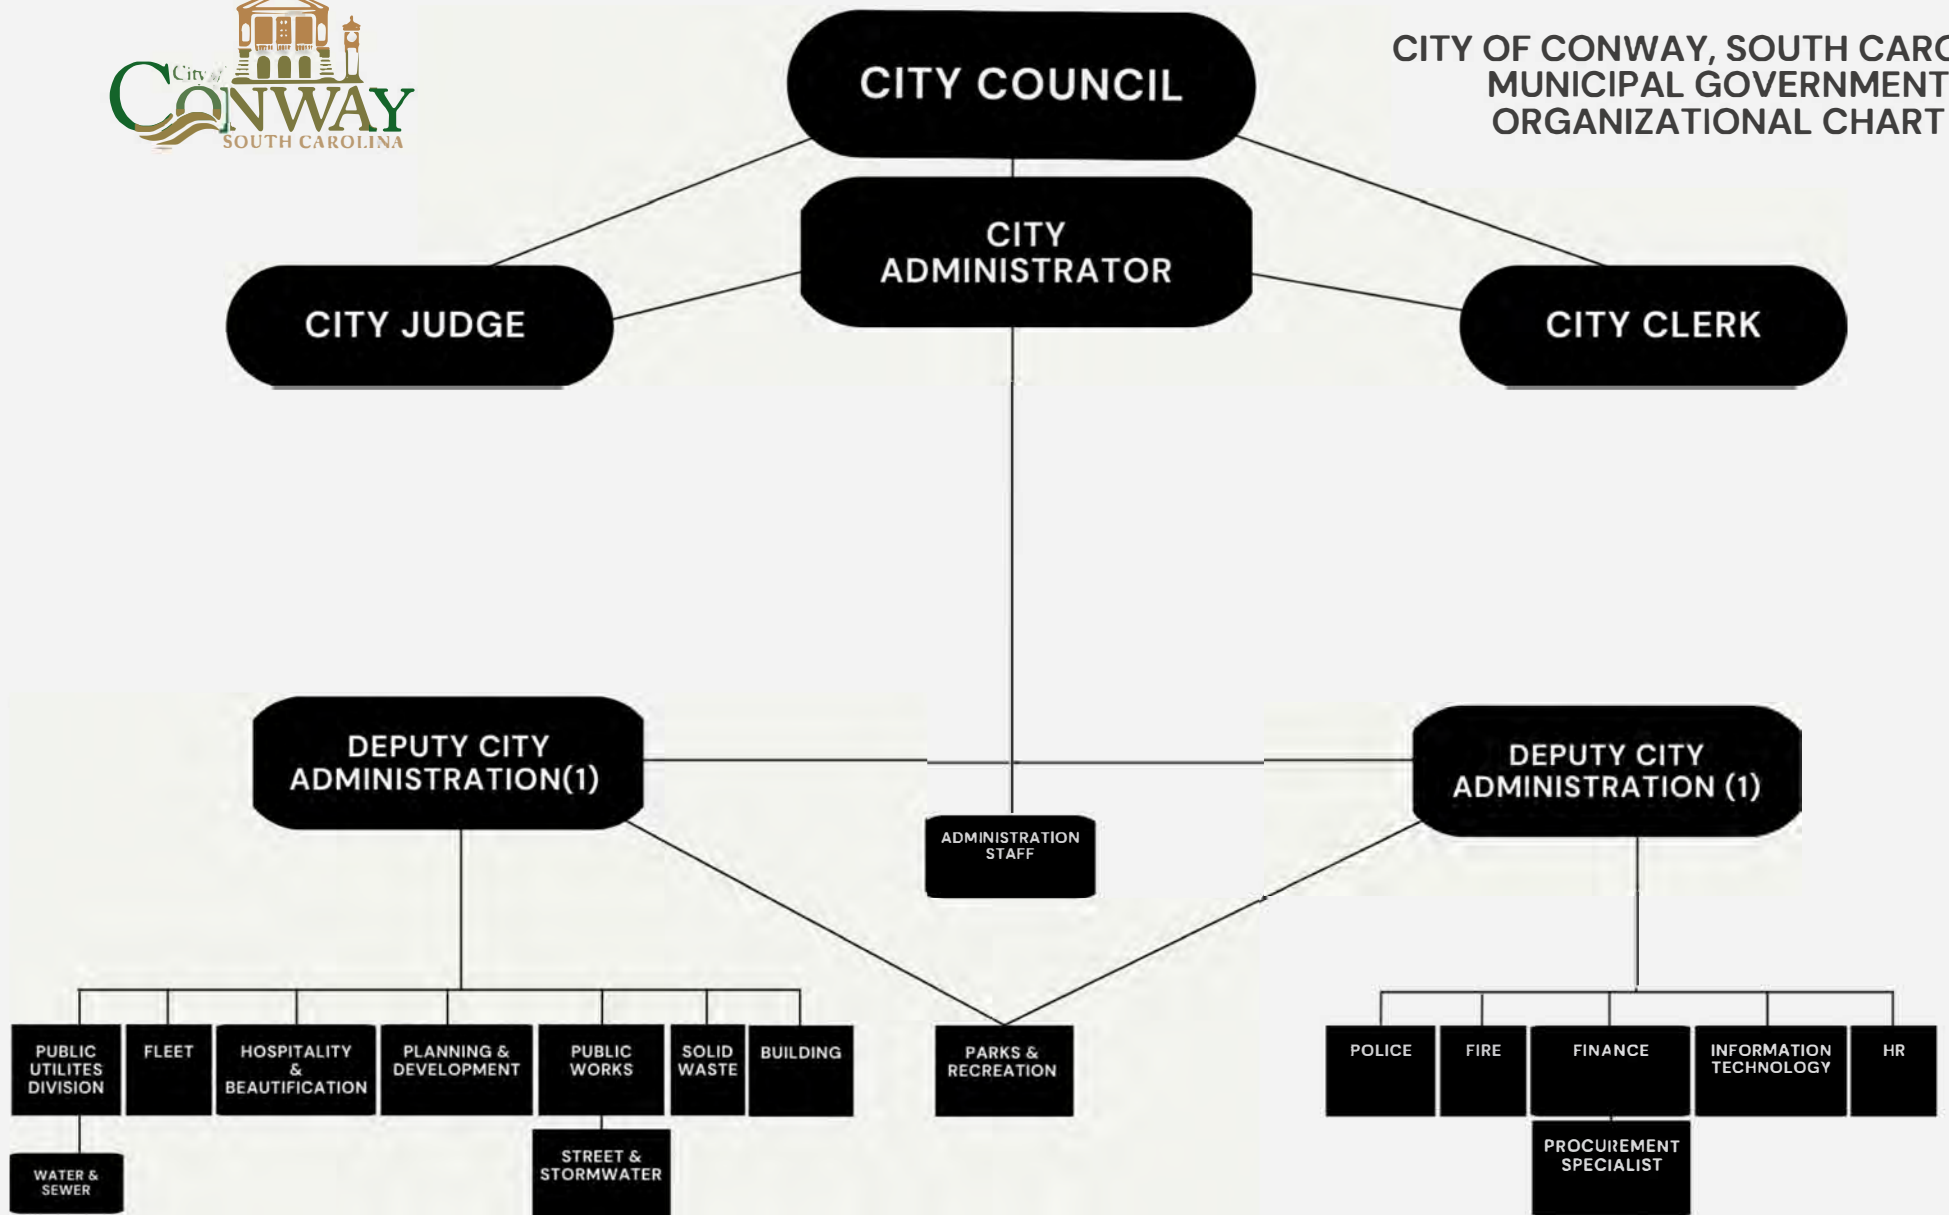 City of
CONWAY
SOUTH CAROLINA
CITY OF CONWAY, SOUTH
MUNICIPAL GOVERNMENT
ORGANIZATIONAL CHART
CITY COUNCIL
CITY
ADMINISTRATOR
CITY JUDGE
CITY CLERK
DEPUTY CITY
ADMINISTRATION(1)
DEPUTY CITY
ADMINISTRATION (1)
ADMINISTRATION
STAFF
PUBLIC
UTILITES
DIVISION
FLEET
HOSPITALITY
&
BEAUTIFICATION
PLANNING &
DEVELOPMENT
PUBLIC
WORKS
SOLID
WASTE
BUILDING
PARKS &
RECREATION
POLICE
FIRE
FINANCE
INFORMATION
TECHNOLOGY
HR
WATER &
SEWER
STREET &
STORMWATER
PROCUREMENT
SPECIALIST